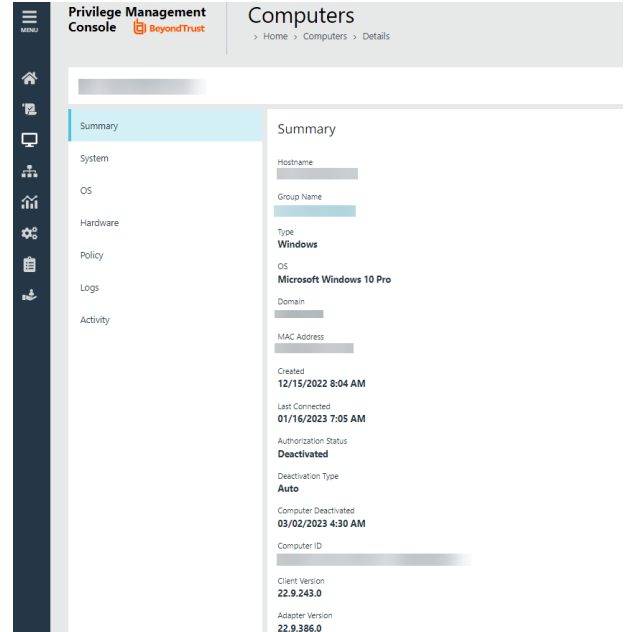 Privilege Management
Console BeyondTrust
MENU
Computers
› Home › Computers › Details
Summary
System
OS
Hardware
Policy
Logs
Activity
Summary
Hostname
Group Name
Type
Windows
OS
Microsoft Windows 10 Pro
Domain
MAC Address
Created
12/15/2022 8:04 AM
Last Connected
01/16/2023 7:05 AM
Authorization Status
Deactivated
Deactivation Type
Auto
Computer Deactivated
03/02/2023 4:30 AM
Computer ID
Client Version
22.9.243.0
Adapter Version
22.9.386.0